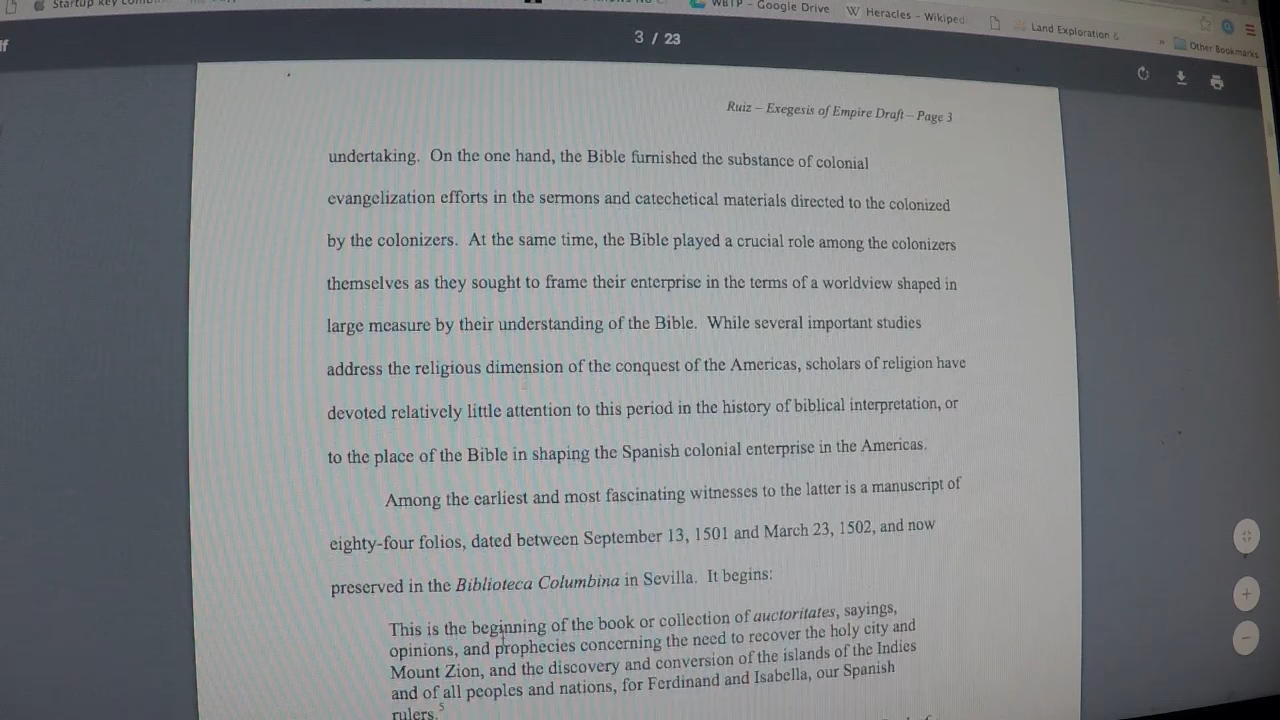 Startup key
WBTP - Google Drive
Heracles - Wikiped
Land Exploration &
» Other Bookmarks
3 / 23
Ruiz – Exegesis of Empire Draft – Page 3
undertaking. On the one hand, the Bible furnished the substance of colonial
evangelization efforts in the sermons and catechetical materials directed to the colonized
by the colonizers. At the same time, the Bible played a crucial role among the colonizers
themselves as they sought to frame their enterprise in the terms of a worldview shaped in
large measure by their understanding of the Bible. While several important studies
address the religious dimension of the conquest of the Americas, scholars of religion have
devoted relatively little attention to this period in the history of biblical interpretation, or
to the place of the Bible in shaping the Spanish colonial enterprise in the Americas.
Among the earliest and most fascinating witnesses to the latter is a manuscript of
eighty-four folios, dated between September 13, 1501 and March 23, 1502, and now
preserved in the Biblioteca Columbina in Sevilla. It begins:
This is the beginning of the book or collection of auctoritates, sayings,
opinions, and prophecies concerning the need to recover the holy city and
Mount Zion, and the discovery and conversion of the islands of the Indies
and of all peoples and nations, for Ferdinand and Isabella, our Spanish
rulers.5